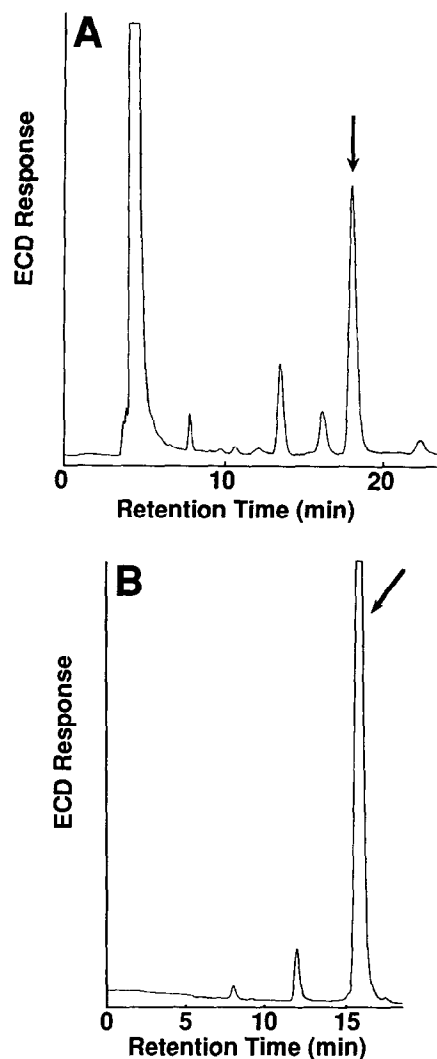 A
ECD Response
0 10 20
Retention Time (min)
B
ECD Response
0 5 10 15
Retention Time (min)